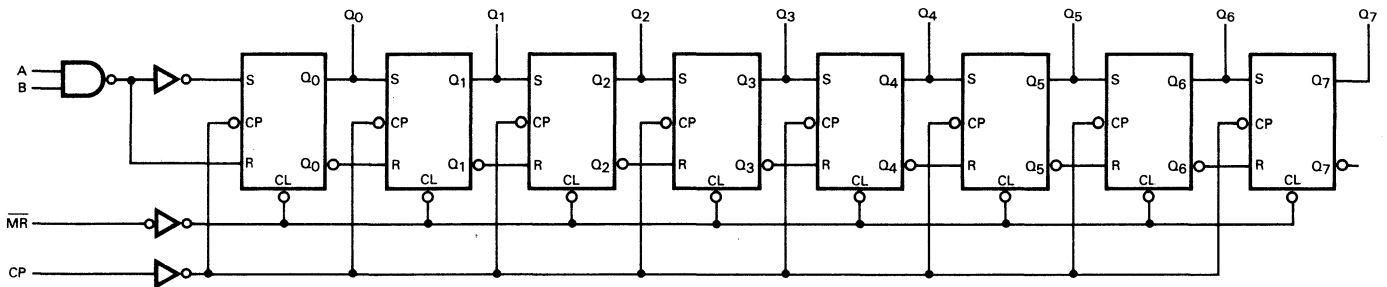 Q0 Q1 Q2 Q3 Q4 Q5 Q6 Q7
A
B
S Q0 S Q1 S Q2 S Q3 S Q4 S Q5 S Q6 S Q7
CP CP CP CP CP CP CP CP
R Q0 R Q1 R Q2 R Q3 R Q4 R Q5 R Q6 R Q7
CL CL CL CL CL CL CL CL
MR
CP